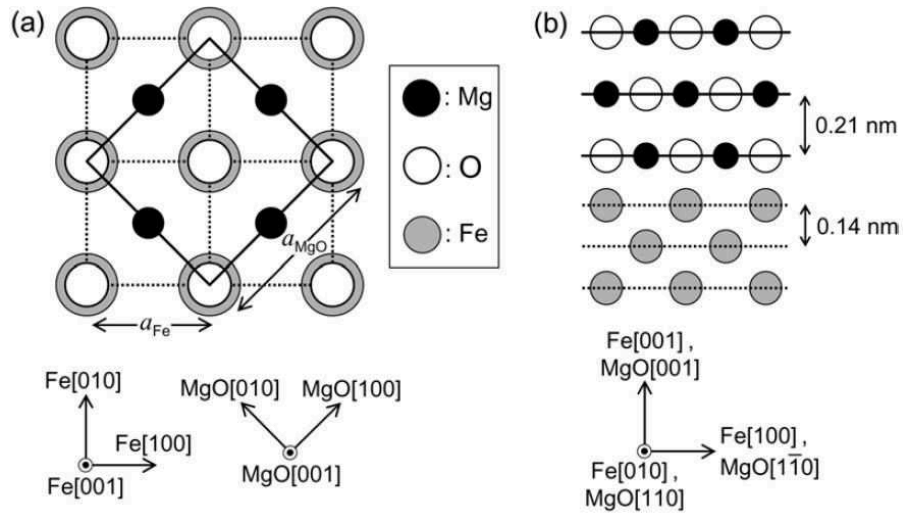 (a)
a_MgO
a_Fe
: Mg
: O
: Fe
(b)
0.21 nm
0.14 nm
Fe[010]
Fe[100]
Fe[001]
MgO[010]
MgO[100]
MgO[001]
Fe[001] ,
MgO[001]
Fe[100] ,
MgO[11̅0]
Fe[010] ,
MgO[110]